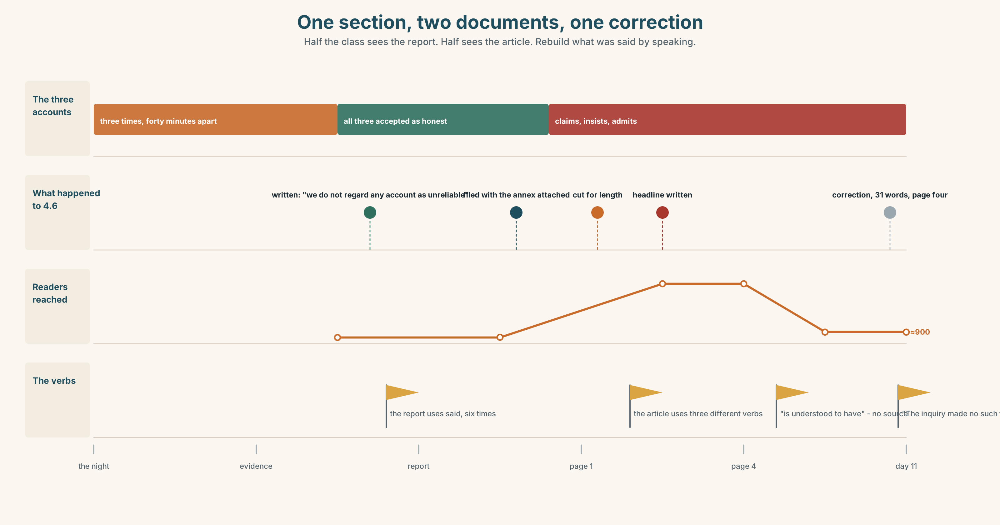 One section, two documents, one correction
Half the class sees the report. Half sees the article. Rebuild what was said by speaking.
The three
accounts
three times, forty minutes apart
all three accepted as honest
claims, insists, admits
What happened
to 4.6
written: "we do not regard any account as unreliable"
filed with the annex attached
cut for length
headline written
correction, 31 words, page four
Readers
reached
≈900
The verbs
the report uses said, six times
the article uses three different verbs
"is understood to have" - no source
"The inquiry made no such
the night
evidence
report
page 1
page 4
day 11